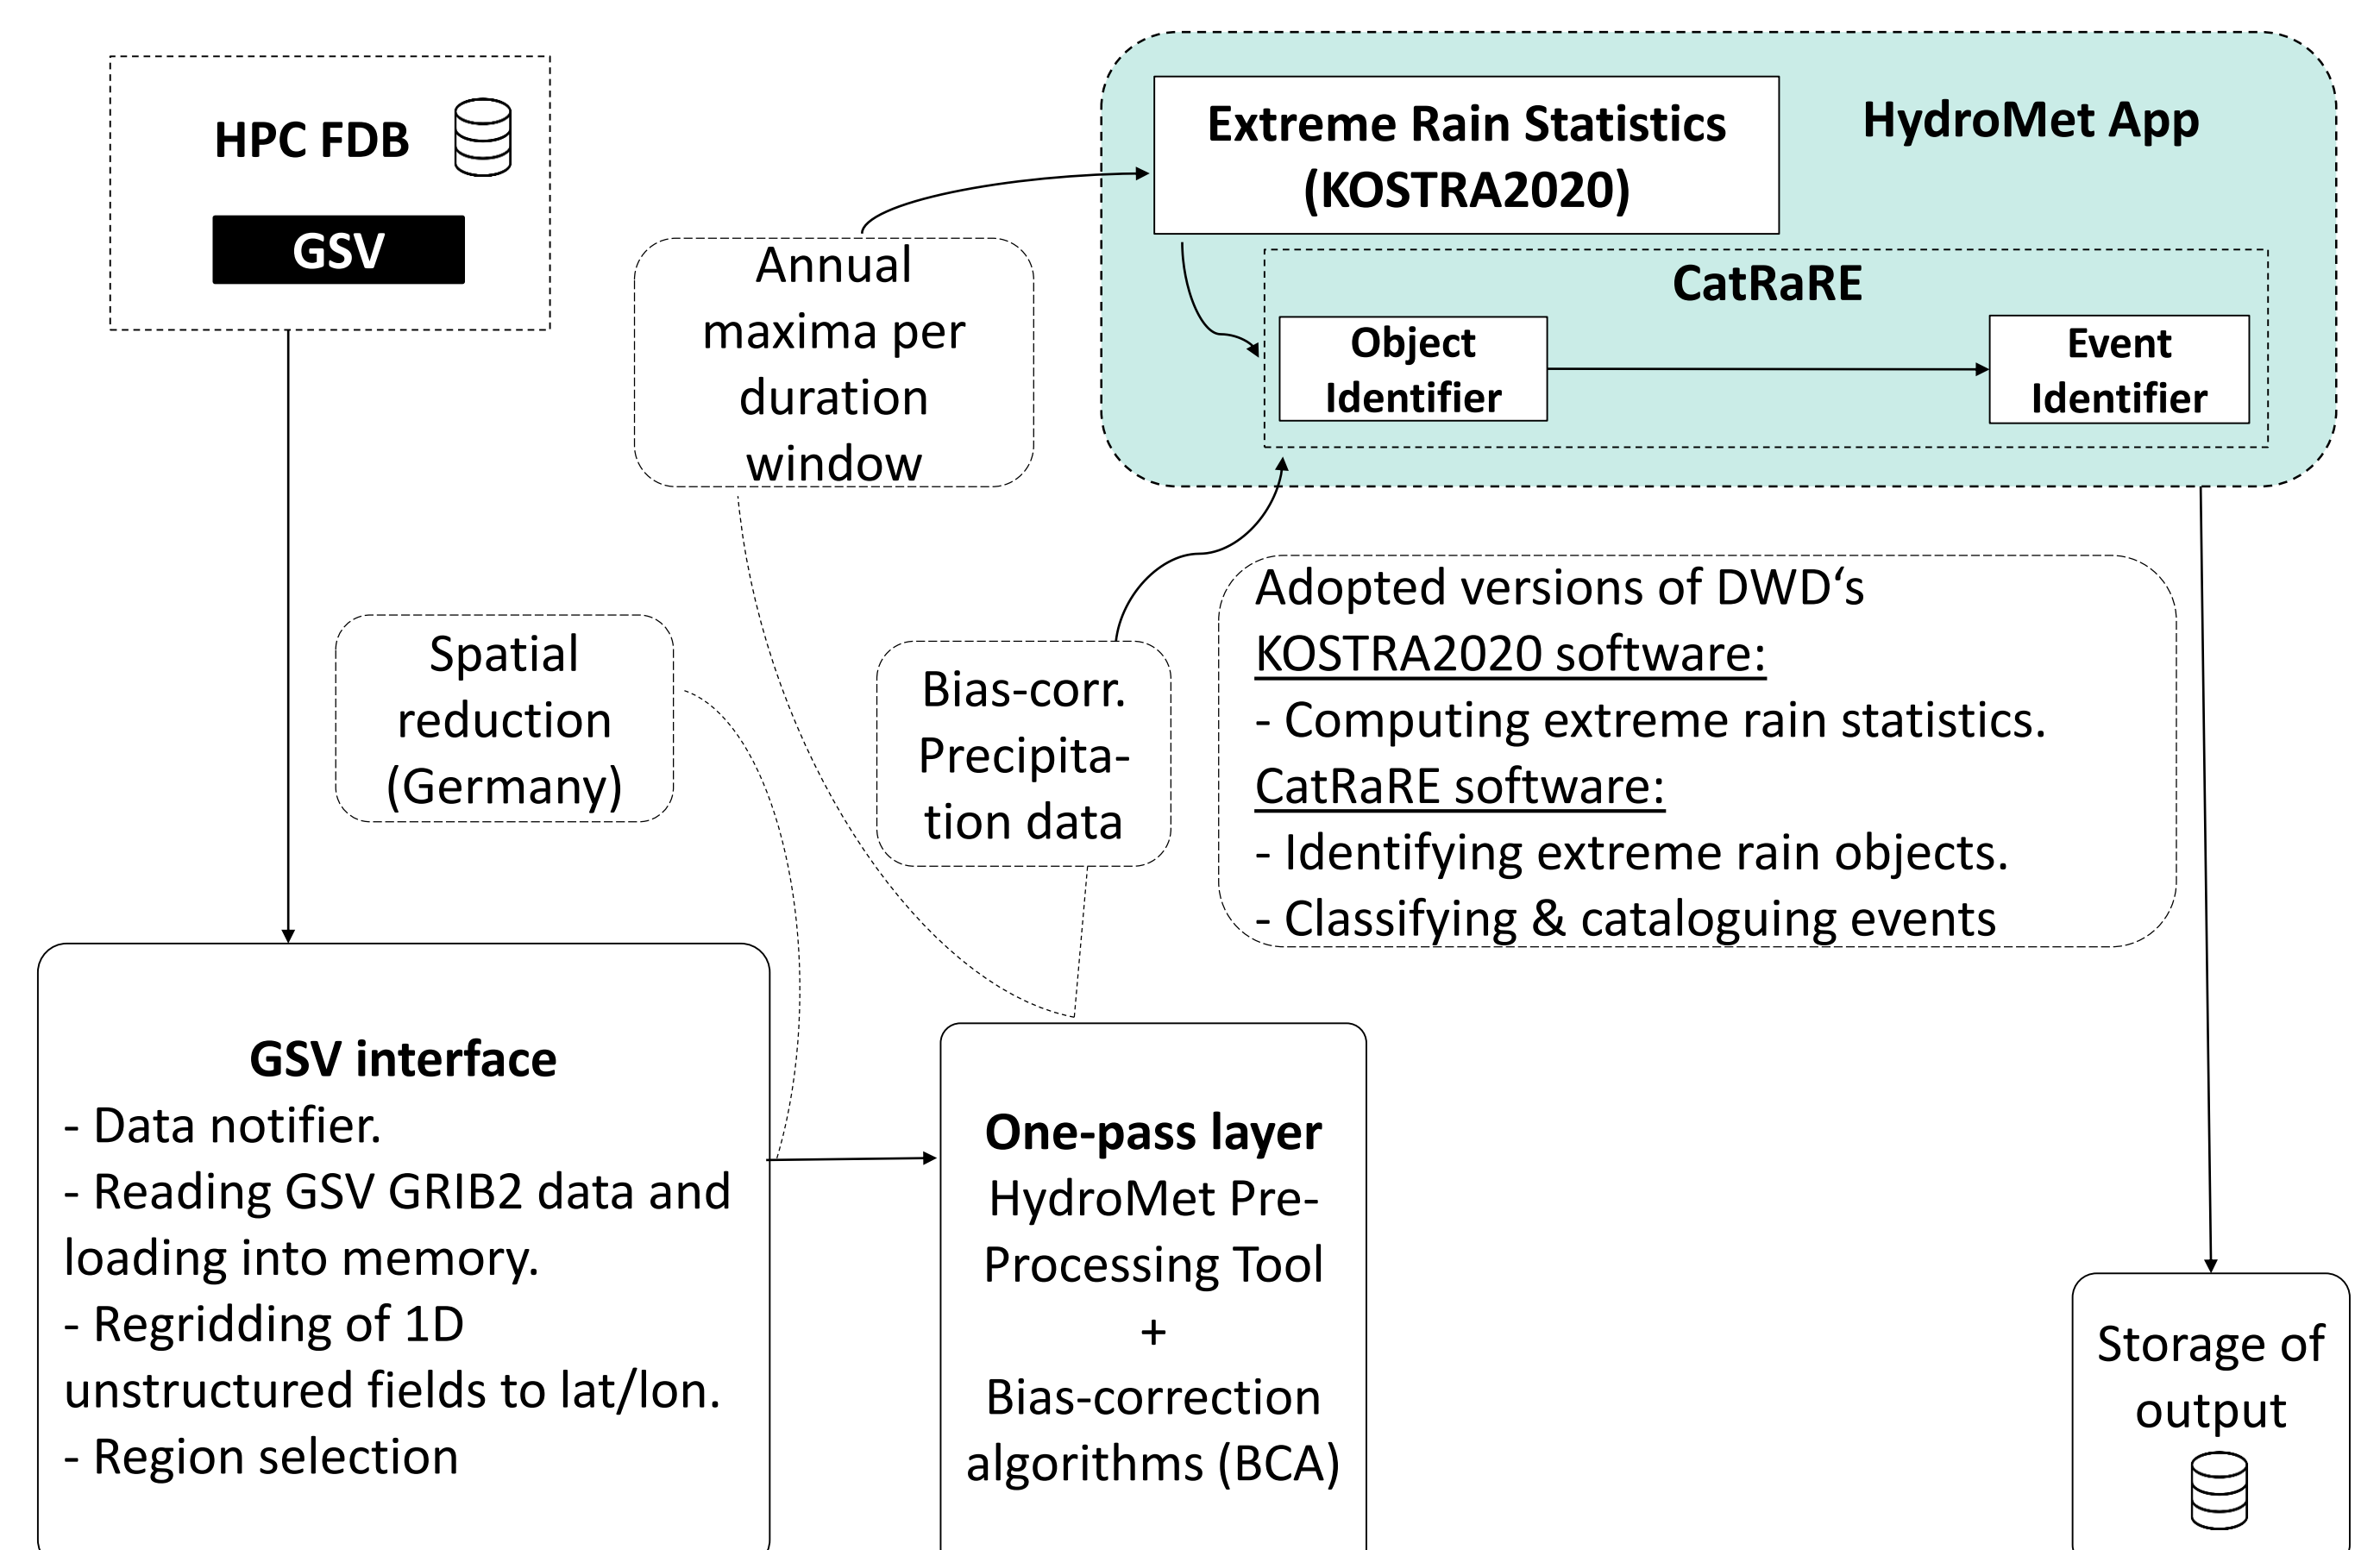 HPC FDB
GSV
Annual
maxima per
duration
window
Extreme Rain Statistics
(KOSTRA2020)
HydroMet App
CatRaRE
Object
Identifier
Event
Identifier
Spatial
reduction
(Germany)
Bias-corr.
Precipita-
tion data
Adopted versions of DWD‘s
KOSTRA2020 software:
- Computing extreme rain statistics.
CatRaRE software:
- Identifying extreme rain objects.
- Classifying & cataloguing events
GSV interface
- Data notifier.
- Reading GSV GRIB2 data and
loading into memory.
- Regridding of 1D
unstructured fields to lat/lon.
- Region selection
One-pass layer
HydroMet Pre-
Processing Tool
+
Bias-correction
algorithms (BCA)
Storage of
output